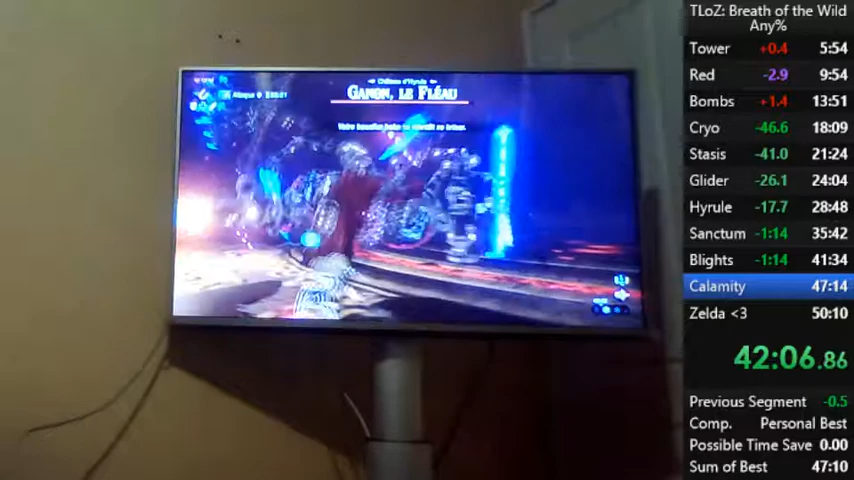 Château d'Hyrule
GANON, LE FLÉAU
Votre bouclier
TLoZ: Breath of the Wild
Any%
Tower +0.4 5:54
Red -2.9 9:54
Bombs +1.4 13:51
Cryo -46.6 18:09
Stasis -41.0 21:24
Glider -26.1 24:04
Hyrule -17.7 28:48
Sanctum -1:14 35:42
Blights -1:14 41:34
Calamity 47:14
Zelda <3 50:10
42:06.86
Previous Segment -0.5
Comp. Personal Best
Possible Time Save 0.00
Sum of Best 47:10